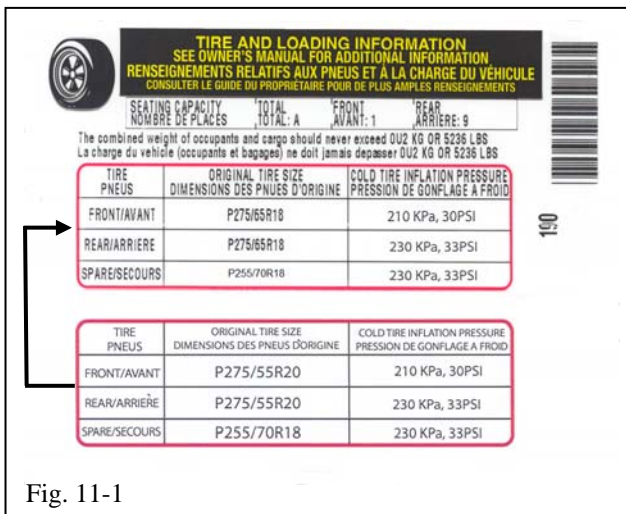 TIRE AND LOADING INFORMATION
SEE OWNER'S MANUAL FOR ADDITIONAL INFORMATION
RENSEIGNEMENTS RELATIFS AUX PNEUS ET À LA CHARGE DU VÉHICULE
CONSULTER LE GUIDE DU PROPRIÉTAIRE POUR DE PLUS AMPLES RENSEIGNEMENTS
SEATING CAPACITY TOTAL FRONT REAR
NOMBRE DE PLACES TOTAL: A AVANT: 1 ARRIERE: 9
The combined weight of occupants and cargo should never exceed 0U2 KG OR 5236 LBS
La charge du vehicle (occupants et bagages) ne doit jamais depasser 0U2 KG OR 5236 LBS
TIRE ORIGINAL TIRE SIZE COLD TIRE INFLATION PRESSURE
PNEUS DIMENSIONS DES PNUES D'ORIGINE PRESSION DE GONFLAGE A FROID
FRONT/AVANT P275/65R18 210 KPa, 30PSI
REAR/ARRIERE P275/65R18 230 KPa, 33PSI
SPARE/SECOURS P255/70R18 230 KPa, 33PSI
190
TIRE ORIGINAL TIRE SIZE COLD TIRE INFLATION PRESSURE
PNEUS DIMENSIONS DES PNEUS D'ORIGINE PRESSION DE GONFLAGE A FROID
FRONT/AVANT P275/55R20 210 KPa, 30PSI
REAR/ARRIERE P275/55R20 230 KPa, 33PSI
SPARE/SECOURS P255/70R18 230 KPa, 33PSI
Fig. 11-1